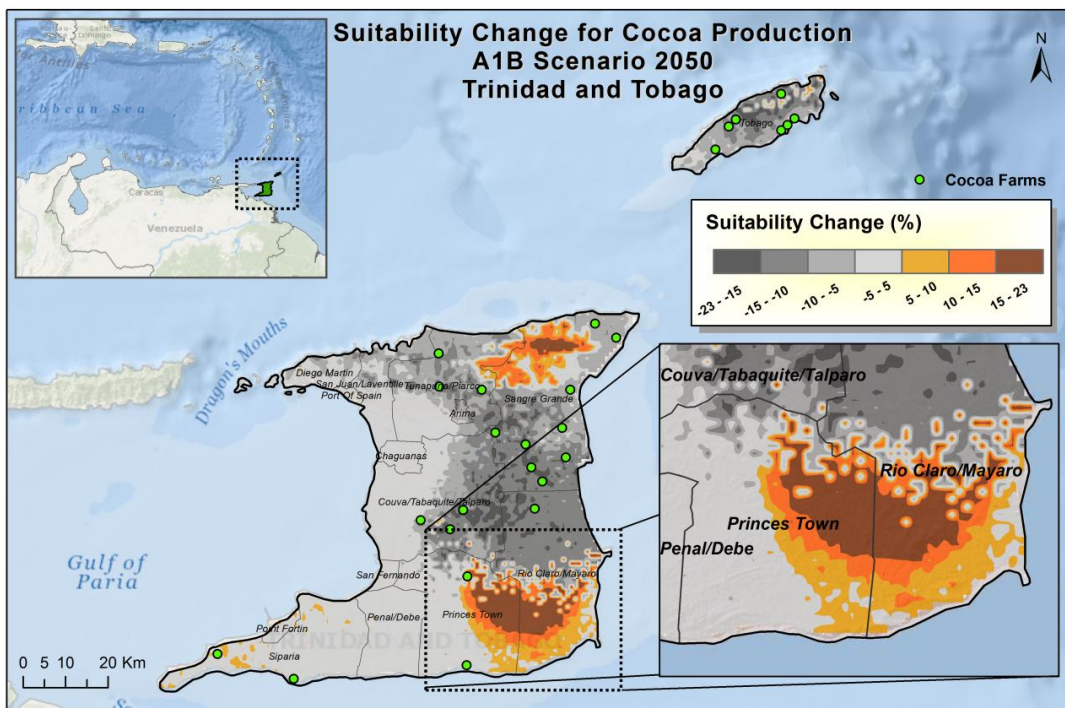 Suitability Change for Cocoa Production
A1B Scenario 2050
Trinidad and Tobago
N
Caribbean Sea
Caracas
Venezuela
Tobago
Cocoa Farms
Suitability Change (%)
-23 - -15
-15 - -10
-10 - -5
-5 - 5
5 - 10
10 - 15
15 - 23
Dragon's Mouths
Diego Martin
San Juan/Laventille
Port Of Spain
Tunapuna/Piarco
Arima
Sangre Grande
Chaguanas
Couva/Tabaquite/Talparo
Gulf of
Paria
San Fernando
Rio Claro/Mayaro
Penal/Debe
Princes Town
Point Fortin
TRINIDAD AND TOBAGO
Siparia
0 5 10 20 Km
Couva/Tabaquite/Talparo
Rio Claro/Mayaro
Princes Town
Penal/Debe